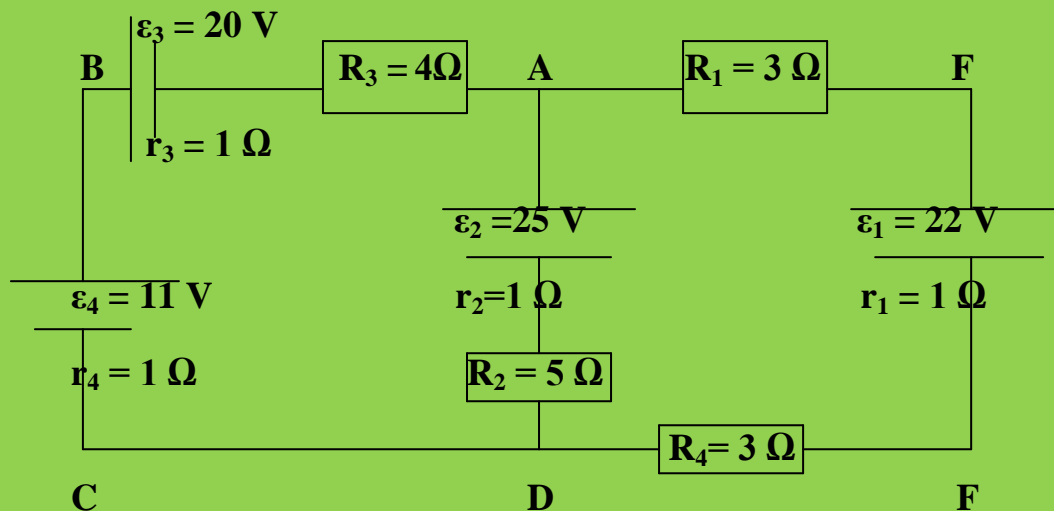 ε₃ = 20 V
B
R₃ = 4Ω
A
R₁ = 3 Ω
F
r₃ = 1 Ω
ε₂ =25 V
ε₁ = 22 V
ε₄ = 11 V
r₂=1 Ω
r₁ = 1 Ω
r₄ = 1 Ω
R₂ = 5 Ω
R₄= 3 Ω
C
D
F